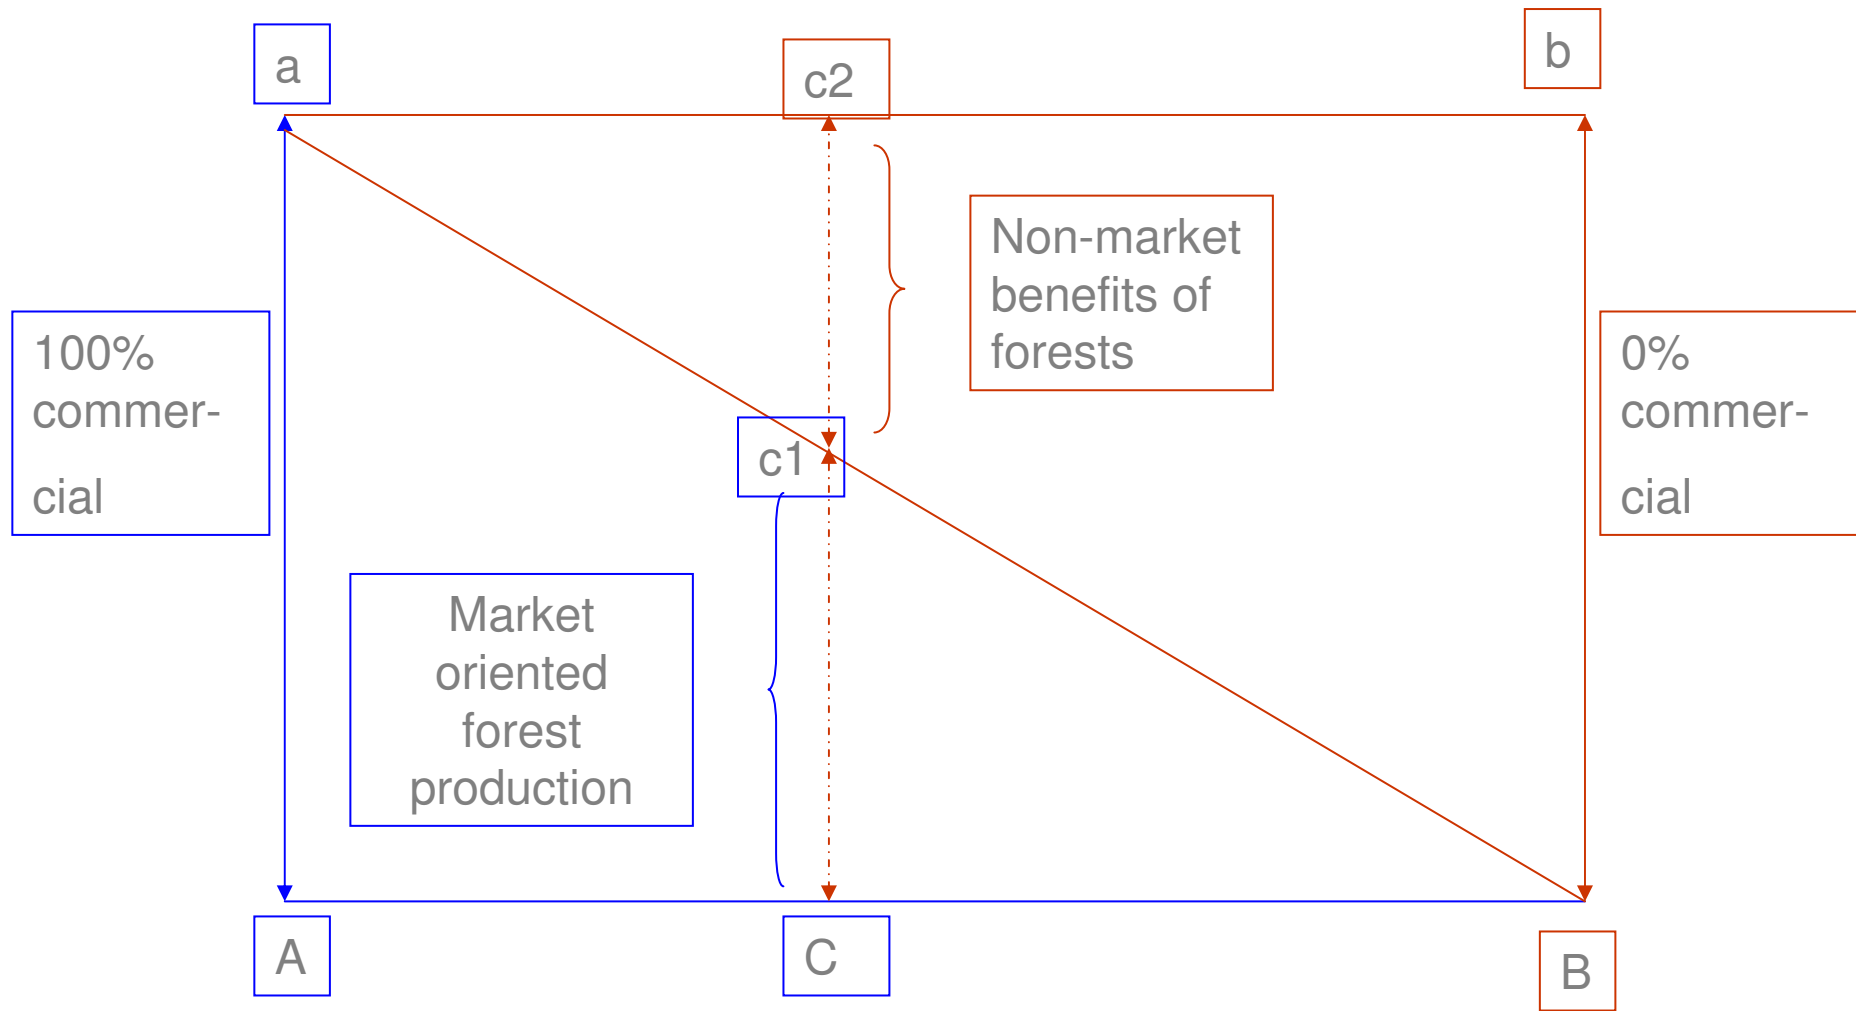 a
c2
b
Non-market
benefits of
forests
100%
commer-
cial
0%
commer-
cial
c1
Market
oriented
forest
production
A
C
B